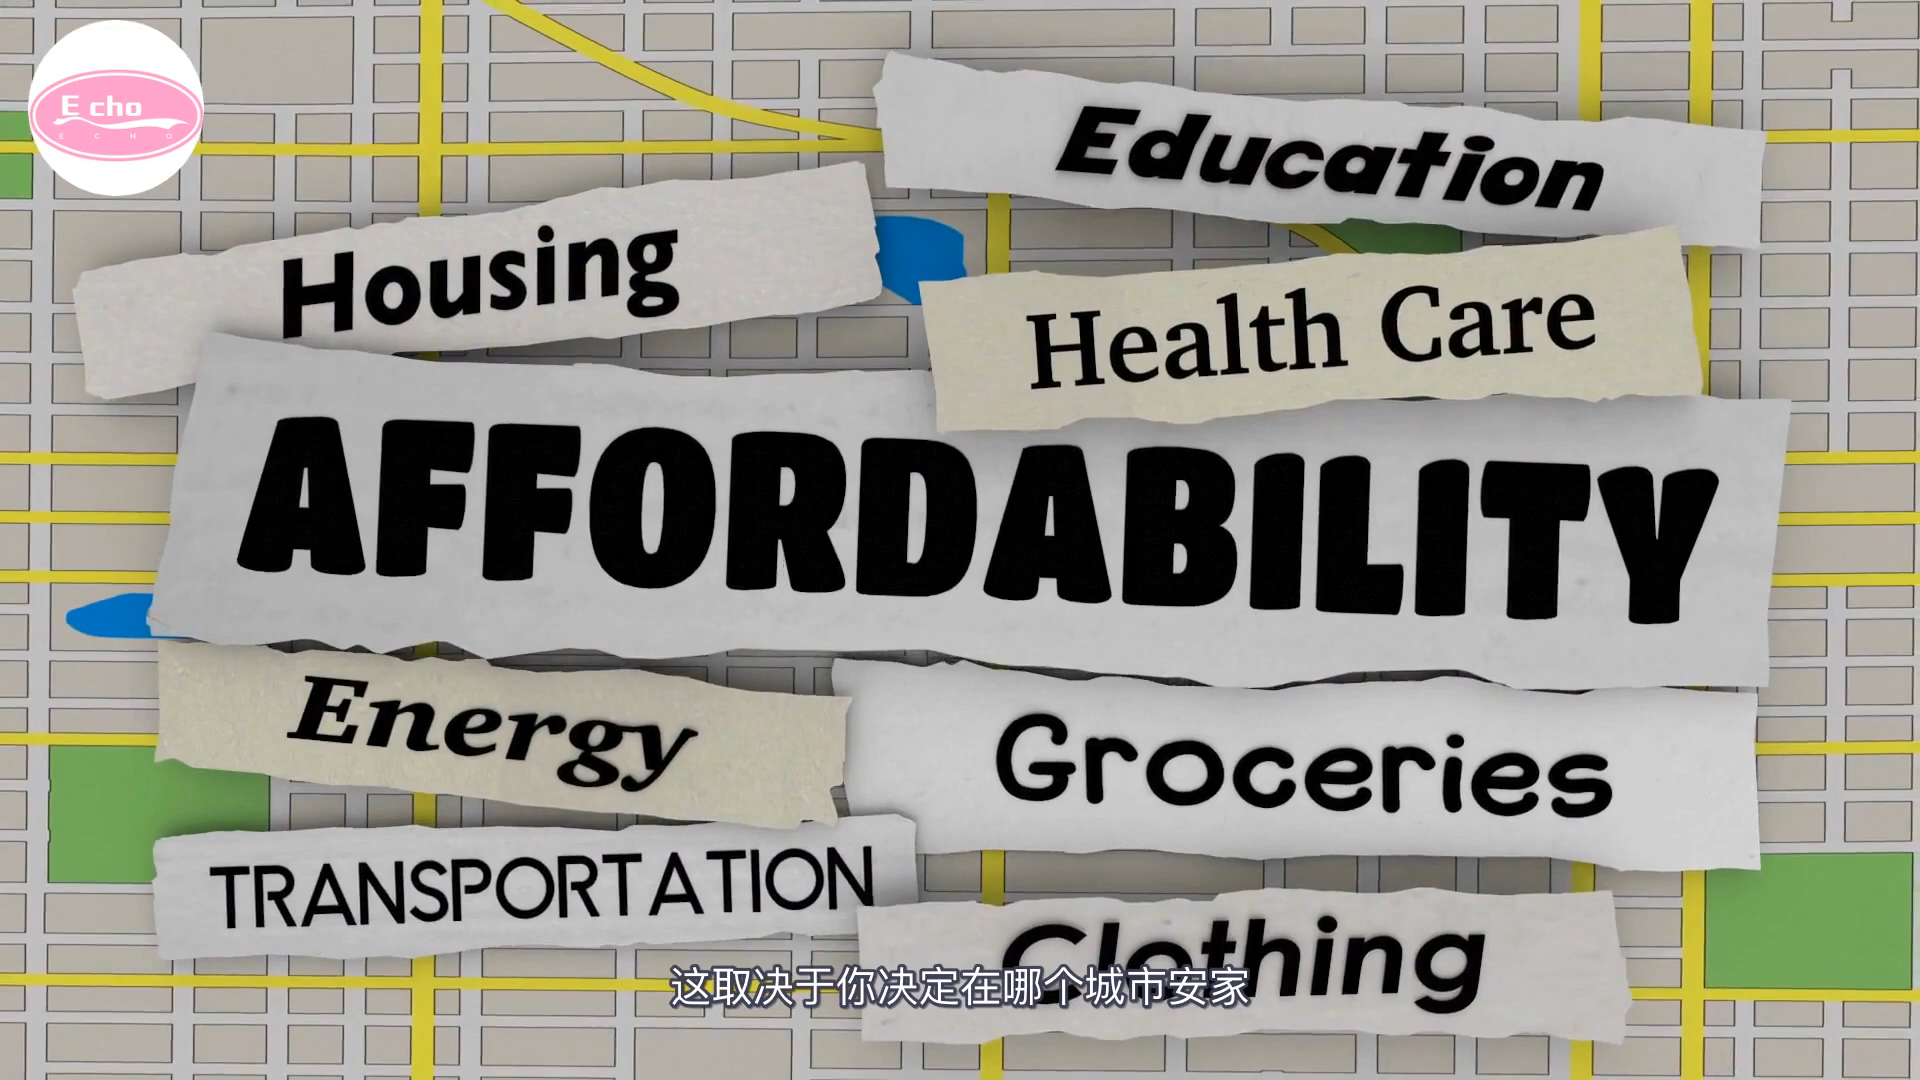 E cho
E C H O
Education
Housing
Health Care
AFFORDABILITY
Energy
Groceries
TRANSPORTATION
Clothing
这取决于你决定在哪个城市安家